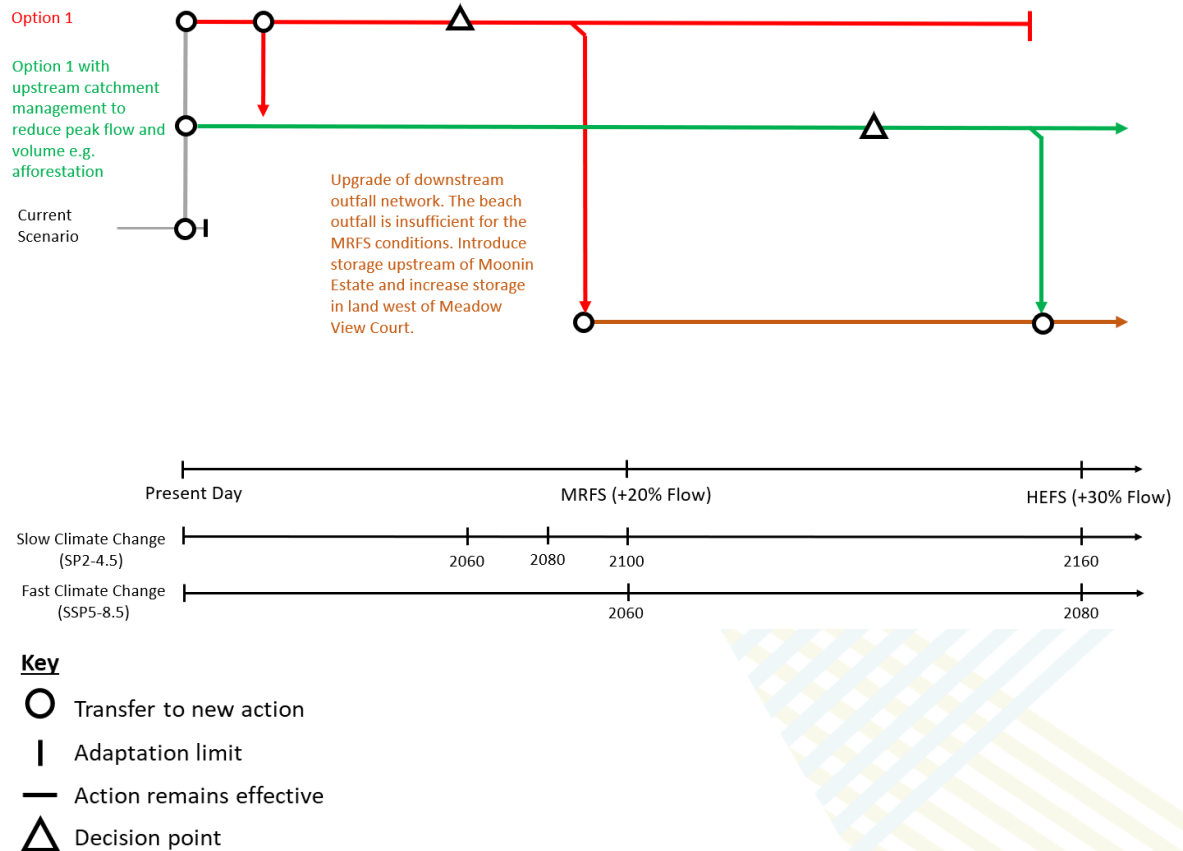 Option 1
Option 1 with
upstream catchment
management to
reduce peak flow and
volume e.g.
afforestation
Current
Scenario
Upgrade of downstream
outfall network. The beach
outfall is insufficient for the
MRFS conditions. Introduce
storage upstream of Moonin
Estate and increase storage
in land west of Meadow
View Court.
Present Day
MRFS (+20% Flow)
HEFS (+30% Flow)
Slow Climate Change
(SP2-4.5)
2060
2080
2100
2160
Fast Climate Change
(SSP5-8.5)
2060
2080
Key
Transfer to new action
Adaptation limit
Action remains effective
Decision point